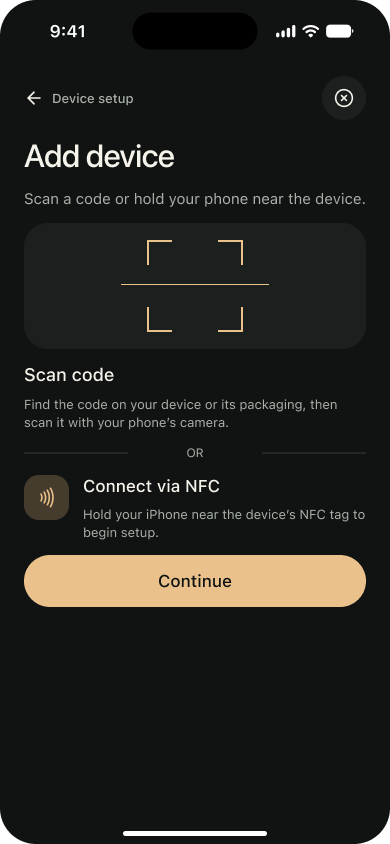 9:41
Device setup
Add device
Scan a code or hold your phone near the device.
Scan code
Find the code on your device or its packaging, then
scan it with your phone's camera.
OR
Connect via NFC
Hold your iPhone near the device's NFC tag to
begin setup.
Continue